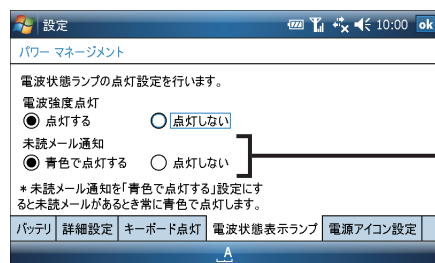 設定 10:00 ok
パワー マネージメント
電波状態ランプの点灯設定を行います。
電波強度点灯
点灯する 点灯しない
未読メール通知
青色で点灯する 点灯しない
* 未読メール通知を「青色で点灯する」設定にす
ると未読メールがあるとき常に青色で点灯します。
バッテリ 詳細設定 キーボード点灯 電波状態表示ランプ 電源アイコン設定
A